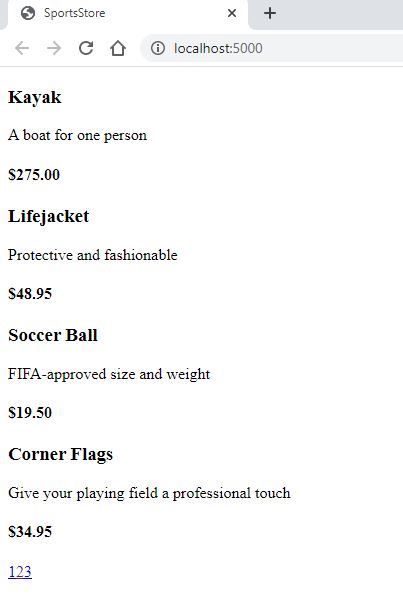 SportsStore
localhost:5000
Kayak
A boat for one person
$275.00
Lifejacket
Protective and fashionable
$48.95
Soccer Ball
FIFA-approved size and weight
$19.50
Corner Flags
Give your playing field a professional touch
$34.95
123